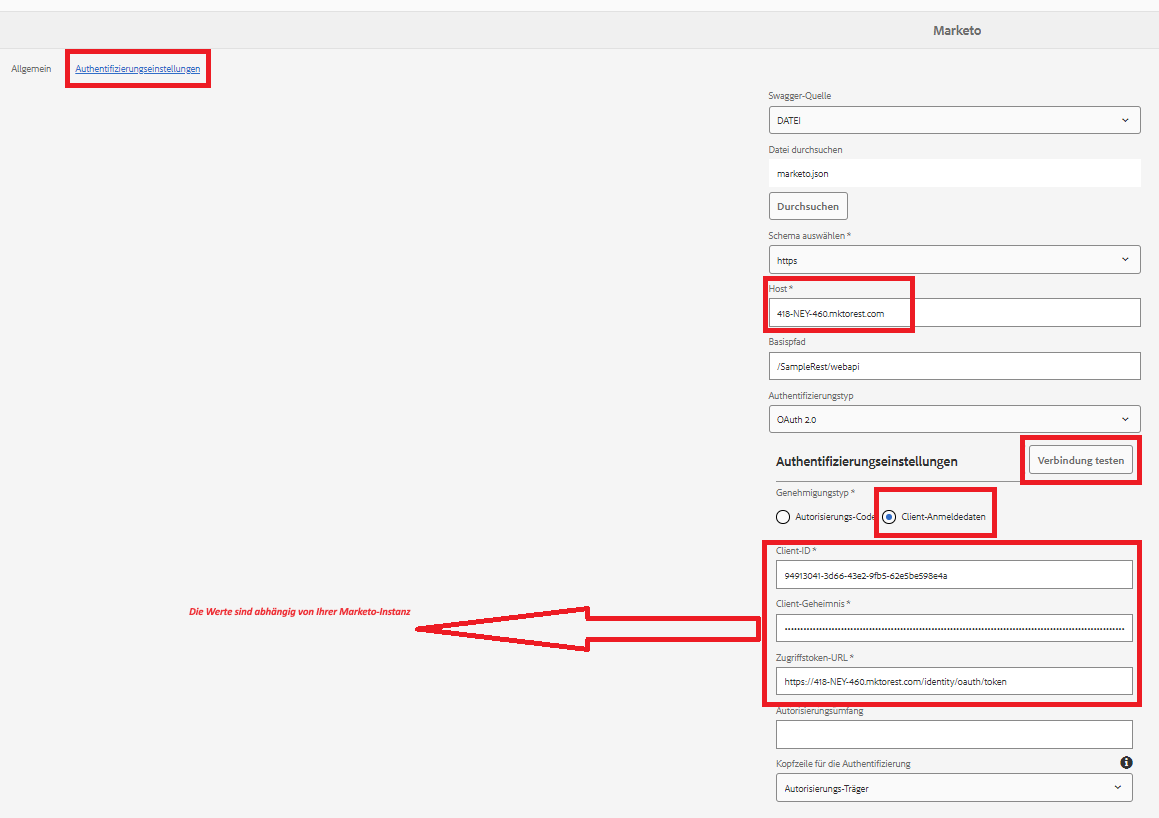 Marketo
Allgemein
Authentifizierungseinstellungen
Swagger-Quelle
DATEI
Datei durchsuchen
marketo.json
Durchsuchen
Schema auswählen *
https
Host *
418-NEY-460.mktorest.com
Basispfad
/SampleRest/webapi
Authentifizierungstyp
OAuth 2.0
Authentifizierungseinstellungen
Verbindung testen
Genehmigungstyp *
Autorisierungs-Code
Client-Anmeldedaten
Client-ID *
94913041-3d66-43e2-9fb5-62e5be598e4a
Die Werte sind abhängig von Ihrer Marketo-Instanz
Client-Geheimnis *
Zugriffstoken-URL *
https://418-NEY-460.mktorest.com/identity/oauth/token
Autorisierungsumfang
Kopfzeile für die Authentifizierung
Autorisierungs-Träger